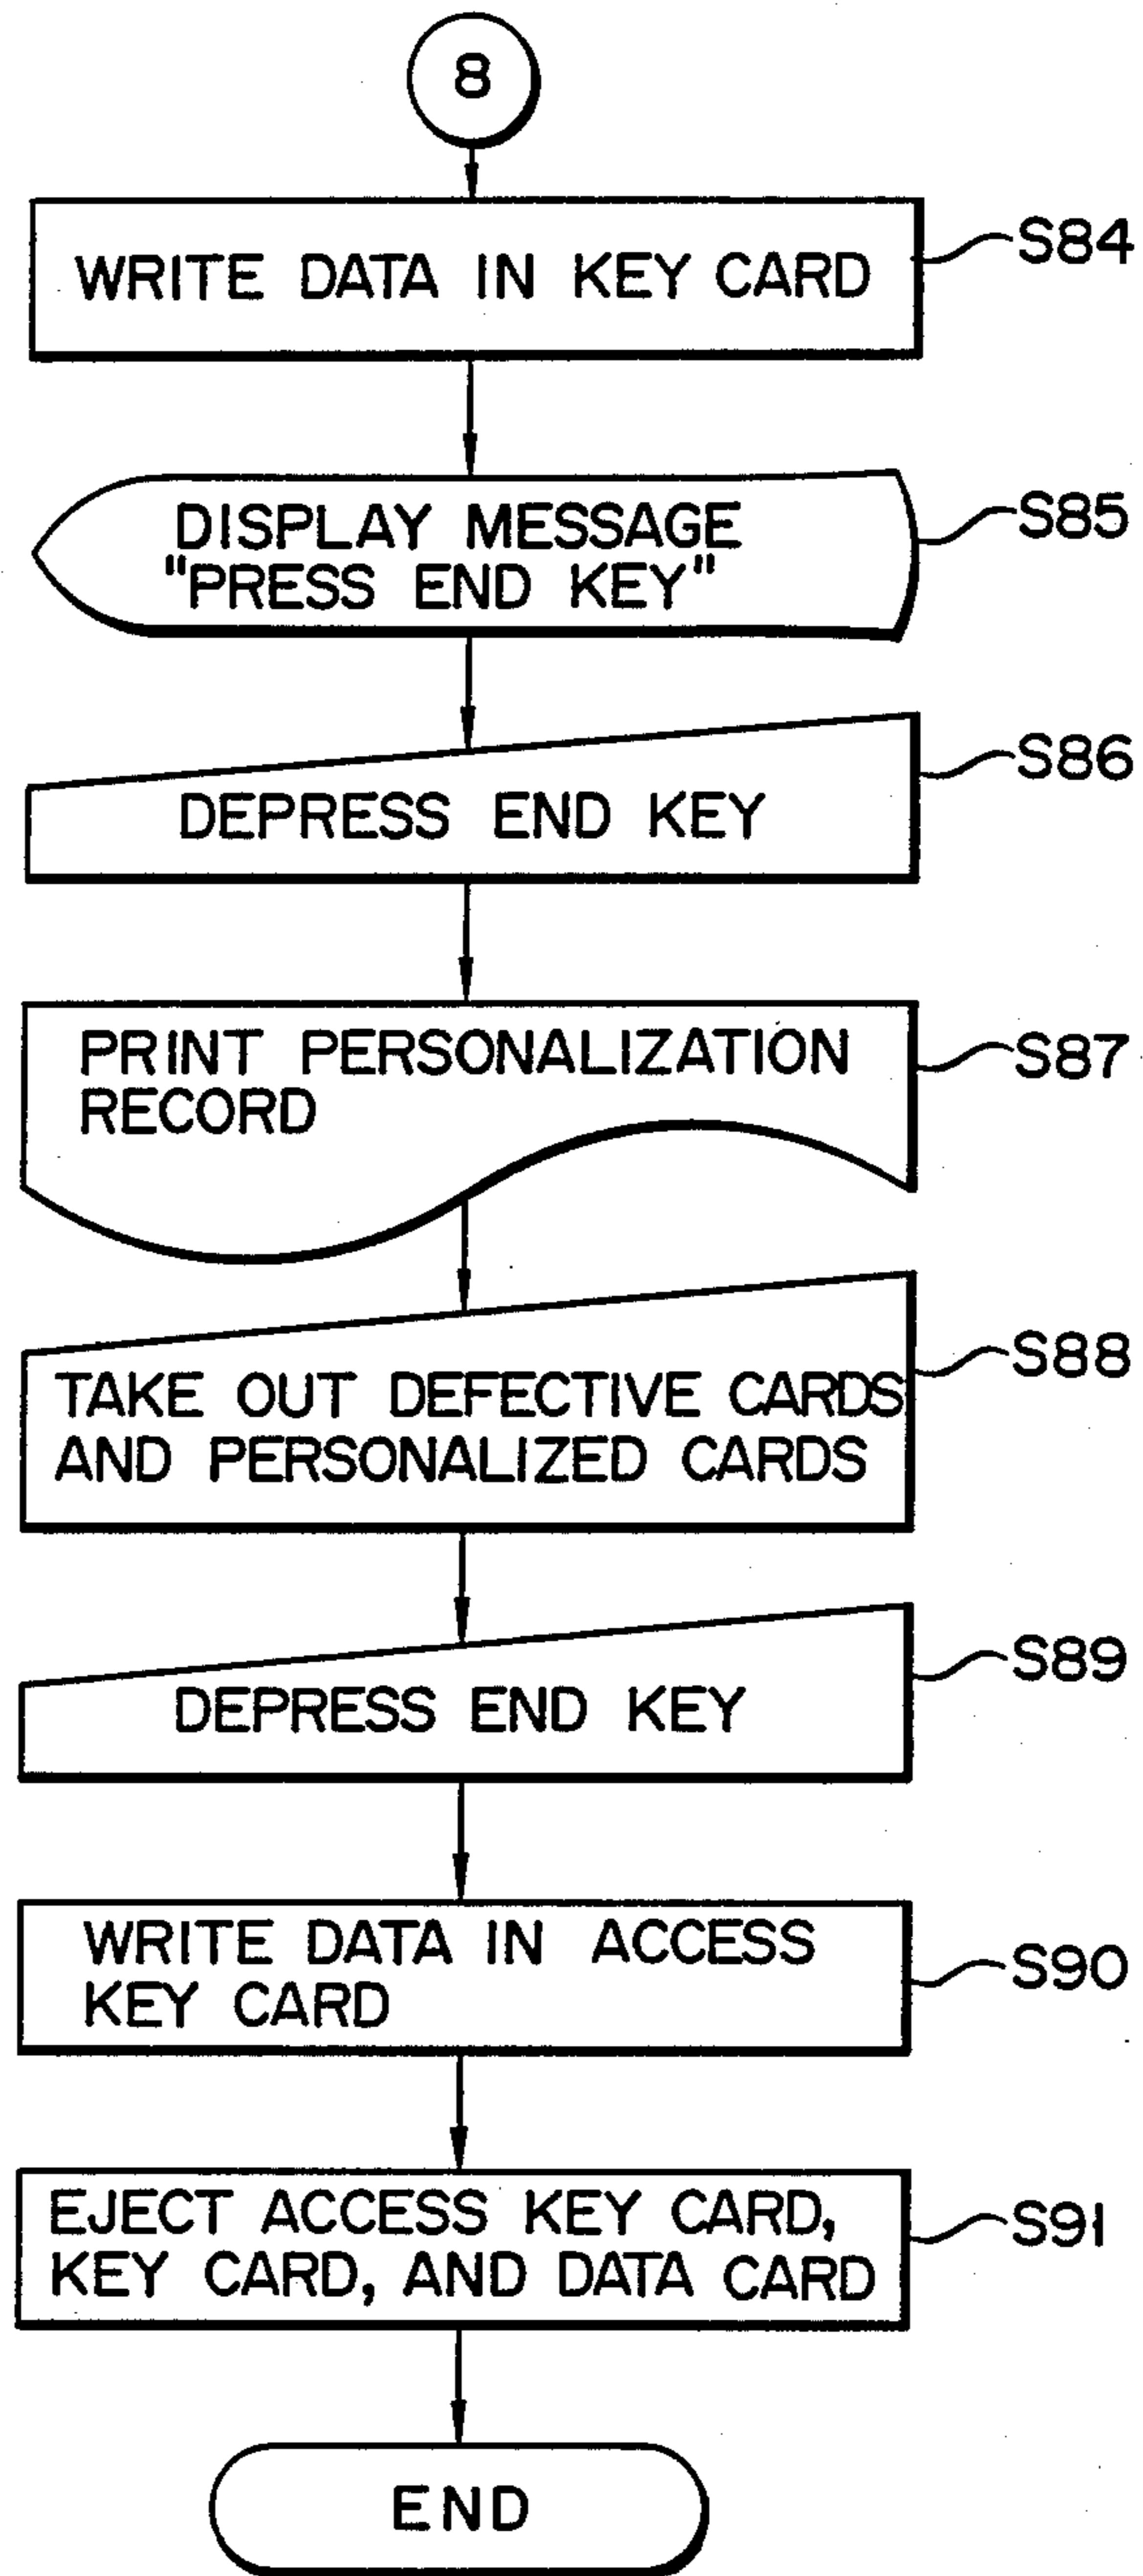 8
WRITE DATA IN KEY CARD
S84
DISPLAY MESSAGE
"PRESS END KEY"
S85
DEPRESS END KEY
S86
PRINT PERSONALIZATION
RECORD
S87
TAKE OUT DEFECTIVE CARDS
AND PERSONALIZED CARDS
S88
DEPRESS END KEY
S89
WRITE DATA IN ACCESS
KEY CARD
S90
EJECT ACCESS KEY CARD,
KEY CARD, AND DATA CARD
S91
END